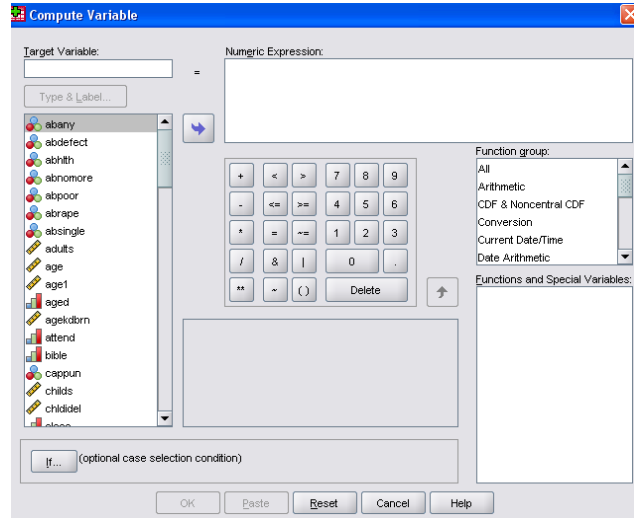 Compute Variable
Target Variable:
=
Numeric Expression:
Type & Label...
abany
abdefect
abhlth
abnomore
abpoor
abrape
absingle
adults
age
age1
aged
agekdbrn
attend
bible
cappun
childs
chldidel
+ < > 7 8 9
- <= >= 4 5 6
* = ~= 1 2 3
/ & | 0 .
** ~ ( ) Delete
Function group:
All
Arithmetic
CDF & Noncentral CDF
Conversion
Current Date/Time
Date Arithmetic
Functions and Special Variables:
If... (optional case selection condition)
OK Paste Reset Cancel Help